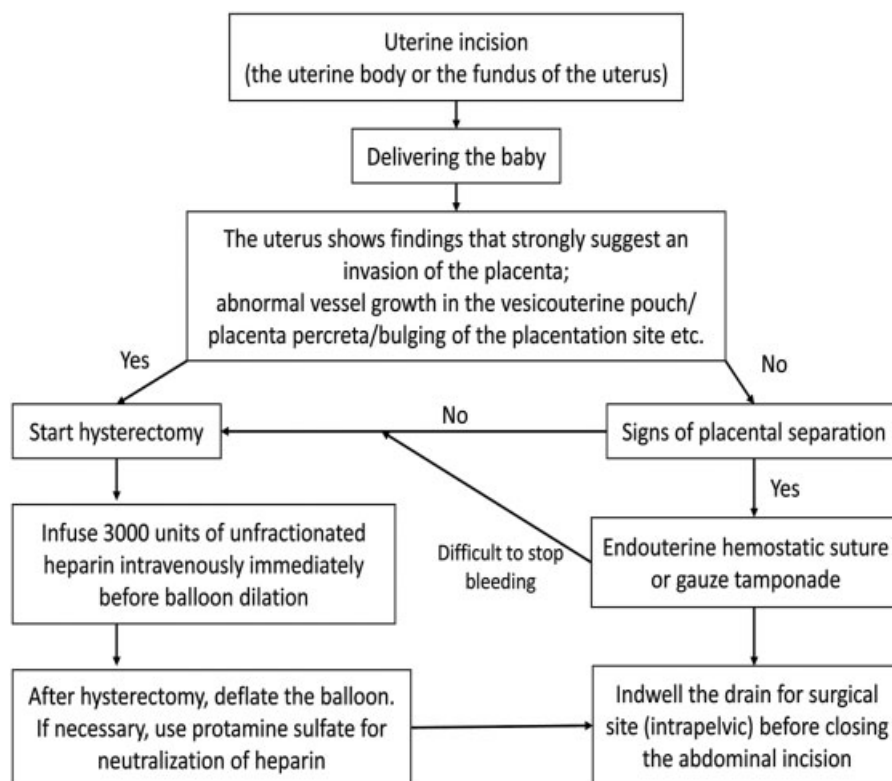 Uterine incision
(the uterine body or the fundus of the uterus)
Delivering the baby
The uterus shows findings that strongly suggest an
invasion of the placenta;
abnormal vessel growth in the vesicouterine pouch/
placenta percreta/bulging of the placentation site etc.
Yes
No
Start hysterectomy
No
Signs of placental separation
Yes
Infuse 3000 units of unfractionated
heparin intravenously immediately
before balloon dilation
Difficult to stop
bleeding
Endouterine hemostatic suture
or gauze tamponade
After hysterectomy, deflate the balloon.
If necessary, use protamine sulfate for
neutralization of heparin
Indwell the drain for surgical
site (intrapelvic) before closing
the abdominal incision